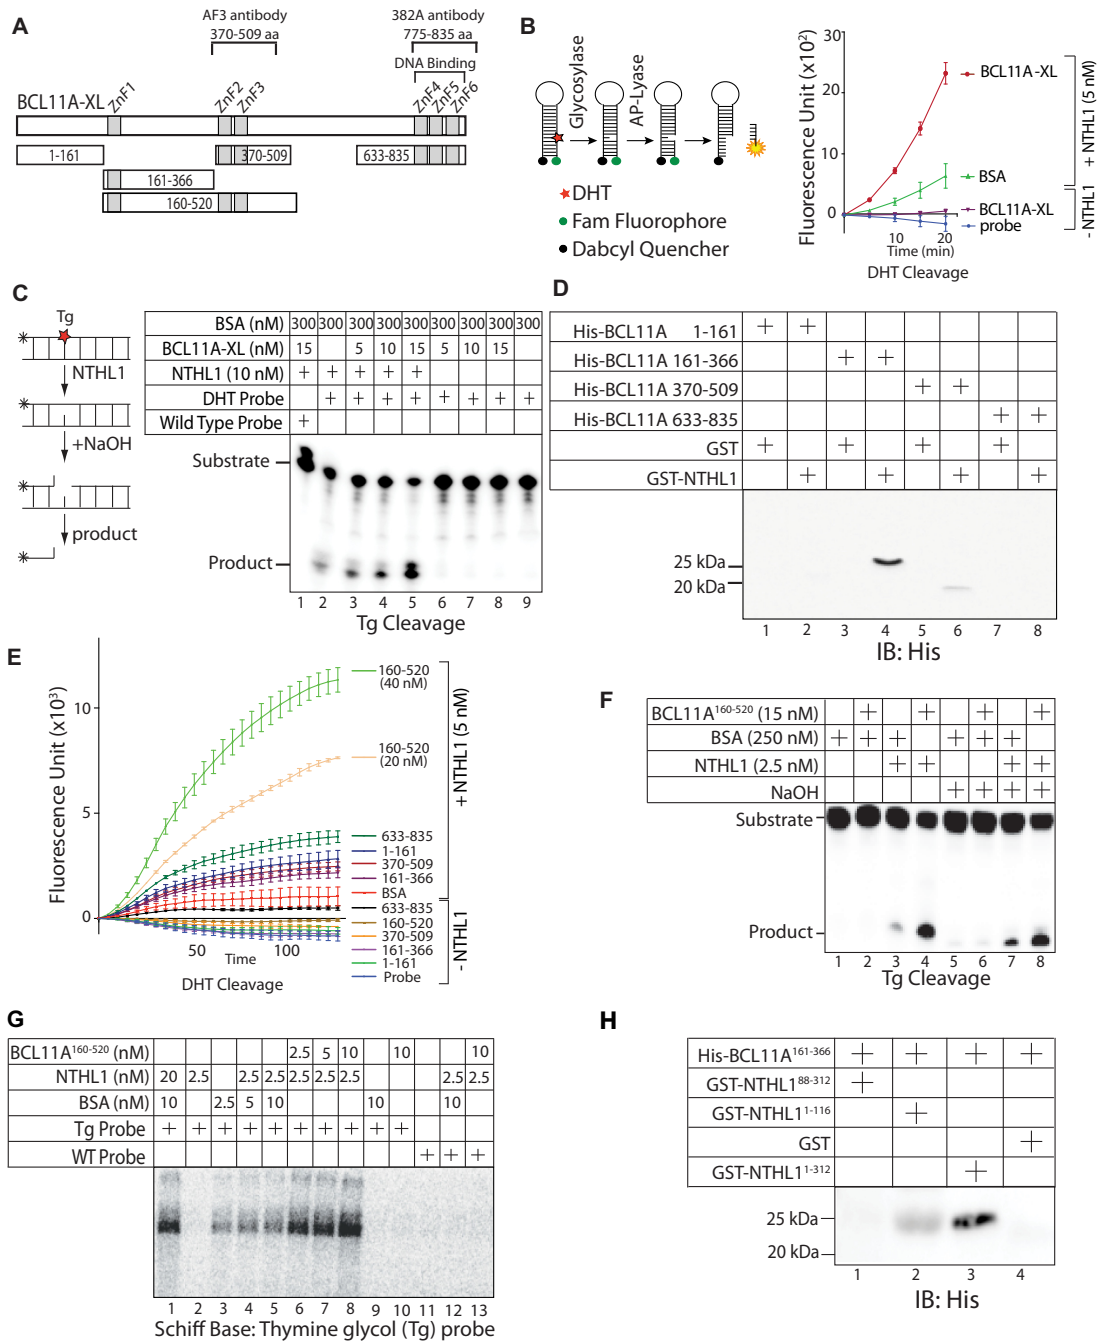 A
AF3 antibody
370-509 aa
382A antibody
775-835 aa
DNA Binding
BCL11A-XL
ZnF1
ZnF2
ZnF3
ZnF4
ZnF5
ZnF6
1-161
370-509
633-835
161-366
160-520
B
Glycosylase
AP-Lyase
DHT
Fam Fluorophore
Dabcyl Quencher
Fluorescence Unit (x10²)
30
20
10
0
10
20
Time (min)
DHT Cleavage
BCL11A-XL
BSA
BCL11A-XL
probe
+ NTHL1 (5 nM)
- NTHL1
C
Tg
NTHL1
+NaOH
product
BSA (nM) 300 300 300 300 300 300 300 300 300
BCL11A-XL (nM) 15 5 10 15 5 10 15
NTHL1 (10 nM) + + + + +
DHT Probe + + + + + + + +
Wild Type Probe +
Substrate
Product
1 2 3 4 5 6 7 8 9
Tg Cleavage
D
His-BCL11A 1-161 + +
His-BCL11A 161-366 + +
His-BCL11A 370-509 + +
His-BCL11A 633-835 + +
GST + + + +
GST-NTHL1 + + + +
25 kDa
20 kDa
1 2 3 4 5 6 7 8
IB: His
E
Fluorescence Unit (x10³)
10
5
0
50
100
Time
DHT Cleavage
160-520
(40 nM)
160-520
(20 nM)
633-835
1-161
370-509
161-366
BSA
633-835
160-520
370-509
161-366
1-161
Probe
+ NTHL1 (5 nM)
- NTHL1
F
BCL11A¹⁶⁰⁻⁵²⁰ (15 nM) + + + +
BSA (250 nM) + + + + + +
NTHL1 (2.5 nM) + + + +
NaOH + + + +
Substrate
Product
1 2 3 4 5 6 7 8
Tg Cleavage
G
BCL11A¹⁶⁰⁻⁵²⁰ (nM) 2.5 5 10 10 10
NTHL1 (nM) 20 2.5 2.5 2.5 2.5 2.5 2.5 2.5 2.5
BSA (nM) 10 2.5 5 10 10 10
Tg Probe + + + + + + + + + +
WT Probe + + +
1 2 3 4 5 6 7 8 9 10 11 12 13
Schiff Base: Thymine glycol (Tg) probe
H
His-BCL11A¹⁶¹⁻³⁶⁶ + + + +
GST-NTHL1⁸⁸⁻³¹² +
GST-NTHL1¹⁻¹¹⁶ +
GST +
GST-NTHL1¹⁻³¹² +
25 kDa
20 kDa
1 2 3 4
IB: His